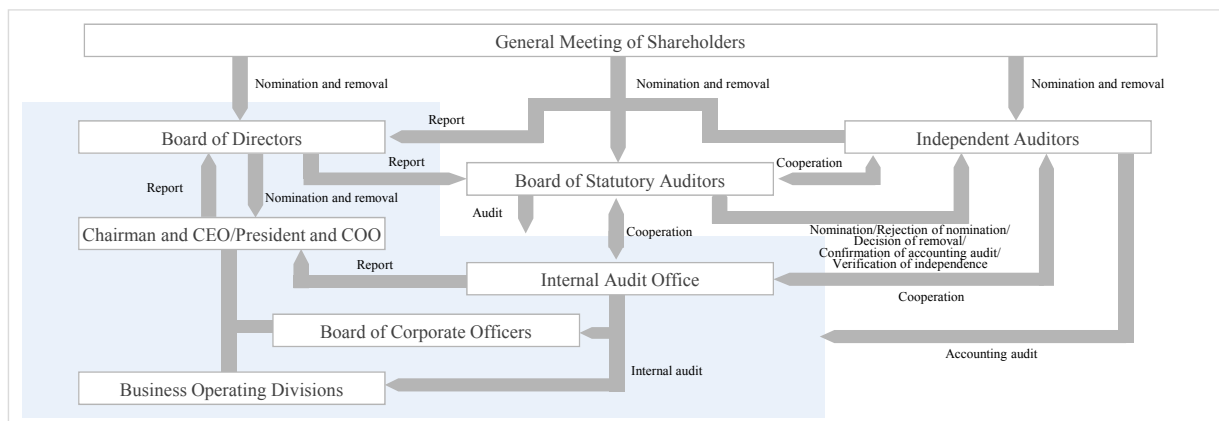 General Meeting of Shareholders
Nomination and removal
Nomination and removal
Nomination and removal
Report
Board of Directors
Independent Auditors
Report
Cooperation
Board of Statutory Auditors
Report
Nomination and removal
Audit
Chairman and CEO/President and COO
Cooperation
Nomination/Rejection of nomination/
Decision of removal/
Confirmation of accounting audit/
Verification of independence
Report
Internal Audit Office
Cooperation
Board of Corporate Officers
Accounting audit
Internal audit
Business Operating Divisions